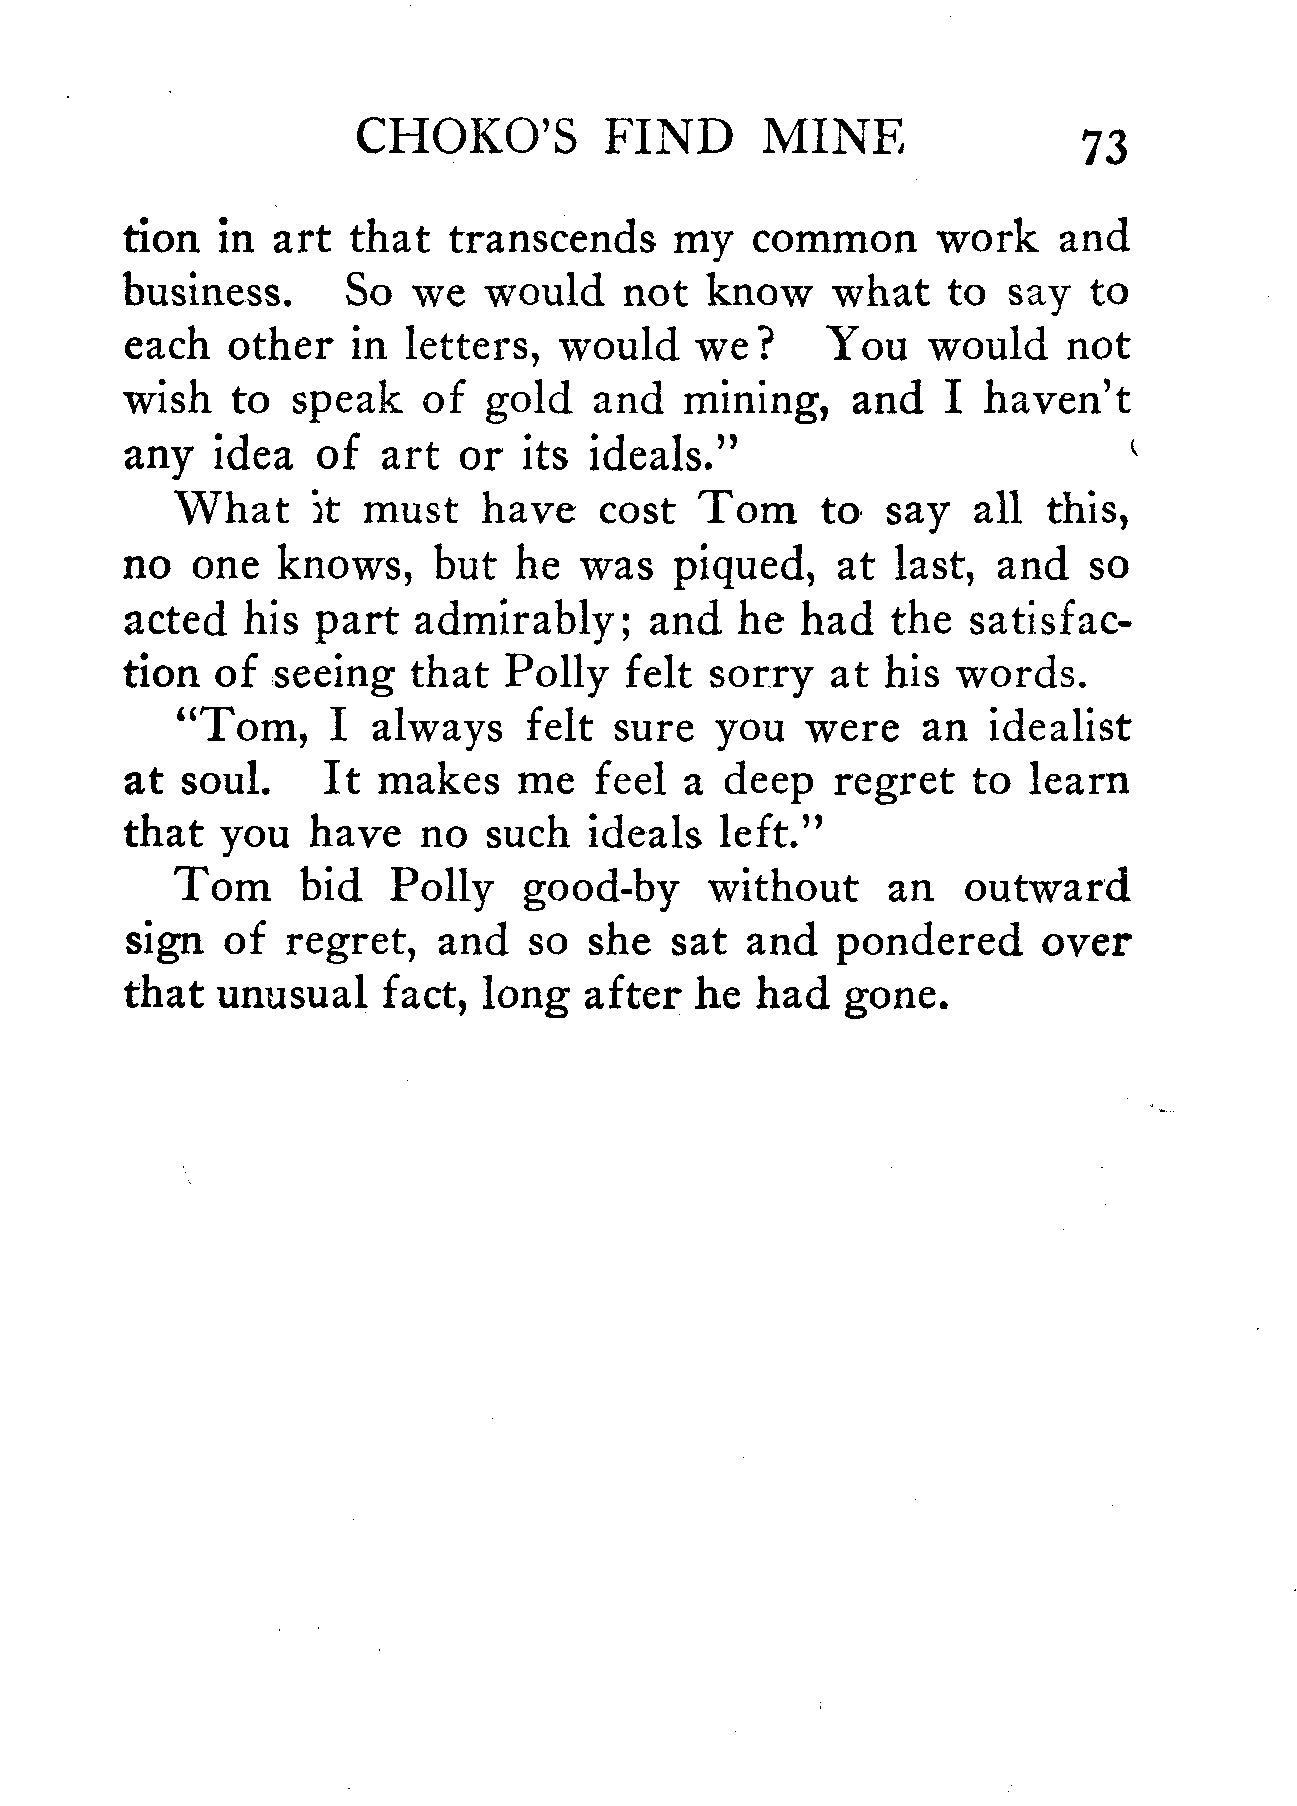 CHOKO'S FIND MINE 73
tion in art that transcends my common work and
business. So we would not know what to say to
each other in letters, would we? You would not
wish to speak of gold and mining, and I haven't
any idea of art or its ideals."
What it must have cost Tom to say all this,
no one knows, but he was piqued, at last, and so
acted his part admirably; and he had the satisfac-
tion of seeing that Polly felt sorry at his words.
"Tom, I always felt sure you were an idealist
at soul. It makes me feel a deep regret to learn
that you have no such ideals left."
Tom bid Polly good-by without an outward
sign of regret, and so she sat and pondered over
that unusual fact, long after he had gone.